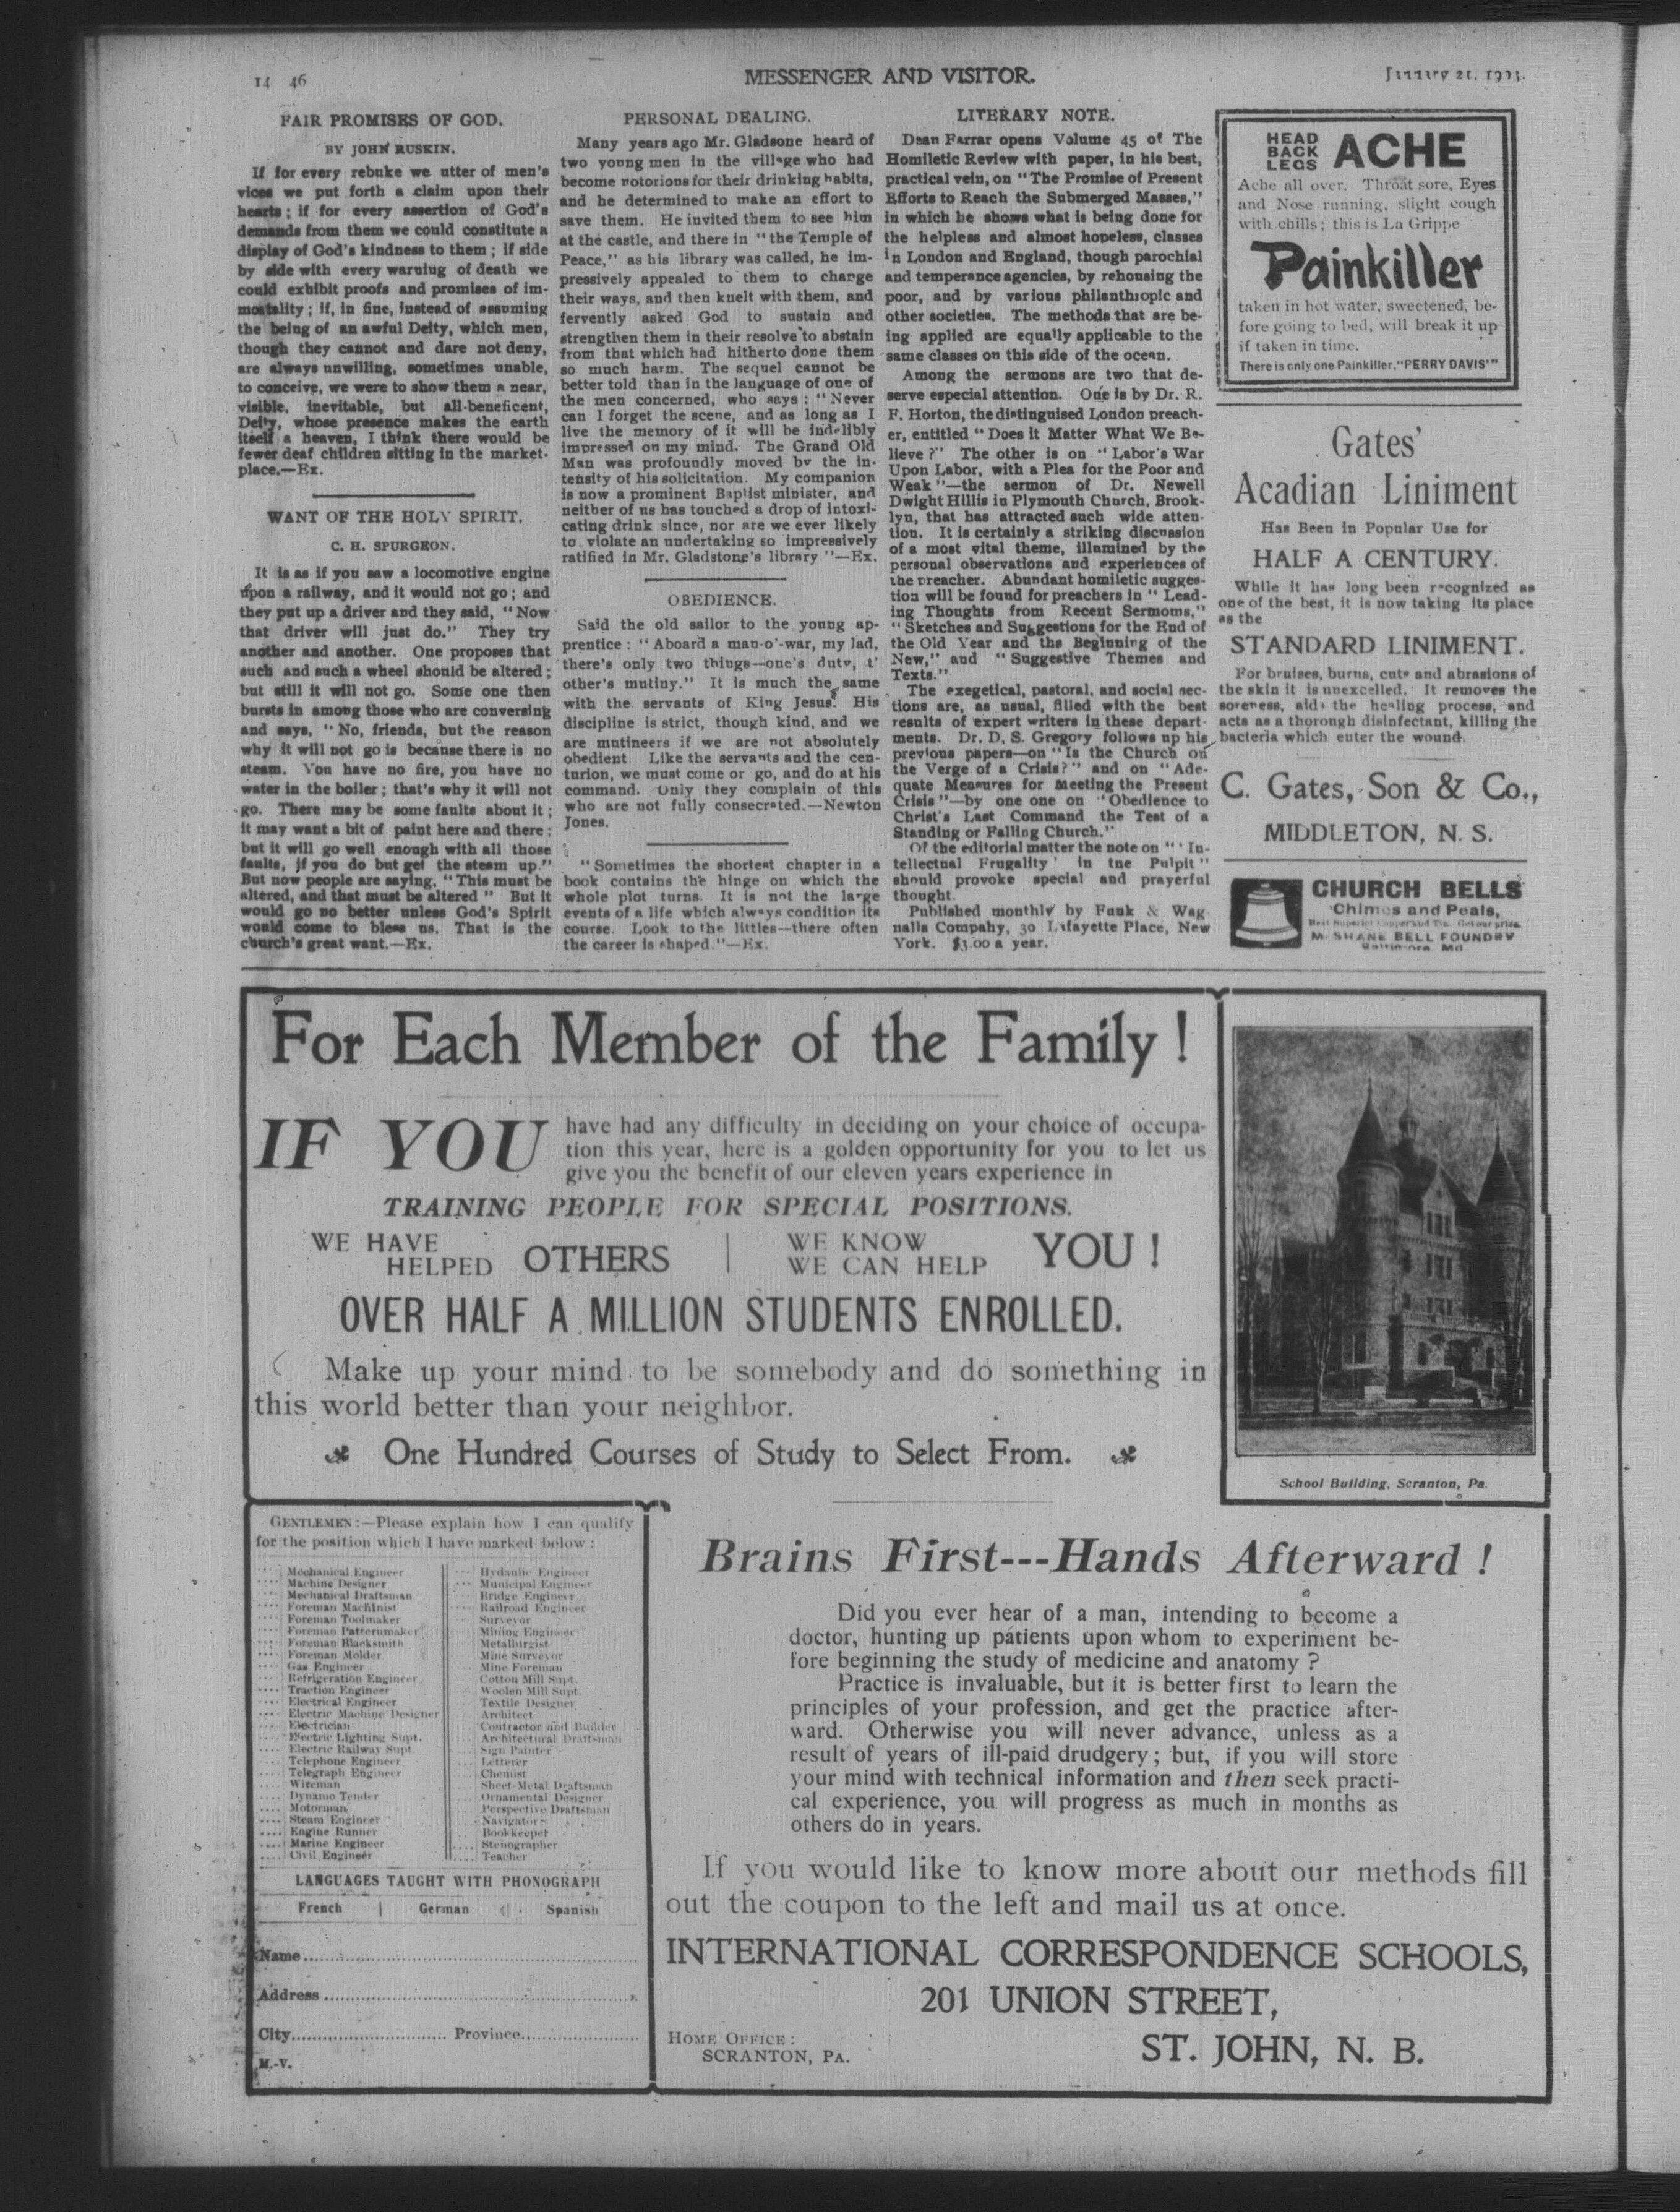 14 46
MESSENGER AND VISITOR.
FAIR PROMISES OF GOD.
BY JOHN RUSKIN.
If for every rebuke we utter of men's
vices we put forth a claim upon their
hearts ; if for every assertion of God's
demands from them we could constitute a
display of God's kindness to them ; if side
by side with every warning of death we
could exhibit proofs and promises of im-
mortality ; if, in fine, instead of assuming
the being of an awful Deity, which men,
though they cannot and dare not deny,
are always unwilling, sometimes unable,
to conceive, we were to show them a near,
visible, inevitable, but all-beneficent,
Deity, whose presence makes the earth
itself a heaven, I think there would be
fewer deaf children sitting in the market-
place.—Ex.
WANT OF THE HOLY SPIRIT.
C. H. SPURGEON.
It is as if you saw a locomotive engine
upon a railway, and it would not go ; and
they put up a driver and they said, "Now
that driver will just do." They try
another and another. One proposes that
such and such a wheel should be altered ;
but still it will not go. Some one then
bursts in among those who are conversing
and says, "No, friends, but the reason
why it will not go is because there is no
steam. You have no fire, you have no
water in the boiler ; that's why it will not
go. There may be some faults about it ;
it may want a bit of paint here and there ;
but it will go well enough with all those
faults, if you do but get the steam up."
But now people are saying, "This must be
altered, and that must be altered " But it
would go no better unless God's Spirit
would come to bless us. That is the
church's great want.—Ex.
PERSONAL DEALING.
Many years ago Mr. Gladsone heard of
two young men in the village who had
become notorious for their drinking habits,
and he determined to make an effort to
save them. He invited them to see him
at the castle, and there in "the Temple of
Peace," as his library was called, he im-
pressively appealed to them to change
their ways, and then knelt with them, and
fervently asked God to sustain and
strengthen them in their resolve to abstain
from that which had hitherto done them
so much harm. The sequel cannot be
better told than in the language of one of
the men concerned, who says : "Never
can I forget the scene, and as long as I
live the memory of it will be indelibly
impressed on my mind. The Grand Old
Man was profoundly moved by the in-
tensity of his solicitation. My companion
is now a prominent Baptist minister, and
neither of us has touched a drop of intoxi-
cating drink since, nor are we ever likely
to violate an undertaking so impressively
ratified in Mr. Gladstone's library "—Ex.
OBEDIENCE.
Said the old sailor to the young ap-
prentice : "Aboard a man-o'-war, my lad,
there's only two things—one's duty, t'
other's mutiny." It is much the same
with the servants of King Jesus. His
discipline is strict, though kind, and we
are mutineers if we are not absolutely
obedient Like the servants and the cen-
turion, we must come or go, and do at his
command. Only they complain of this
who are not fully consecrated.—Newton
Jones.
"Sometimes the shortest chapter in a
book contains the hinge on which the
whole plot turns. It is not the large
events of a life which always condition its
course. Look to the littles—there often
the career is shaped."—Ex.
LITERARY NOTE.
Dean Farrar opens Volume 45 of The
Homiletic Review with paper, in his best,
practical vein, on "The Promise of Present
Efforts to Reach the Submerged Masses,"
in which he shows what is being done for
the helpless and almost hopeless, classes
in London and England, though parochial
and temperance agencies, by rehousing the
poor, and by various philanthropic and
other societies. The methods that are be-
ing applied are equally applicable to the
same classes on this side of the ocean.
Among the sermons are two that de-
serve especial attention. One is by Dr. R.
F. Horton, the distinguised London preach-
er, entitled "Does it Matter What We Be-
lieve ?" The other is on "Labor's War
Upon Labor, with a Plea for the Poor and
Weak"—the sermon of Dr. Newell
Dwight Hillis in Plymouth Church, Brook-
lyn, that has attracted such wide atten-
tion. It is certainly a striking discussion
of a most vital theme, illumined by the
personal observations and experiences of
the preacher. Abundant homiletic sugges-
tion will be found for preachers in "Lead-
ing Thoughts from Recent Sermons,"
"Sketches and Suggestions for the End of
the Old Year and the Beginning of the
New," and "Suggestive Themes and
Texts."
The exegetical, pastoral, and social sec-
tions are, as usual, filled with the best
results of expert writers in these depart-
ments. Dr. D. S. Gregory follows up his
previous papers—on "Is the Church on
the Verge of a Crisis?" and on "Ade-
quate Measures for Meeting the Present
Crisis"—by one one on "Obedience to
Christ's Last Command the Test of a
Standing or Falling Church."
Of the editorial matter the note on "' In-
tellectual Frugality' in tne Pulpit"
should provoke special and prayerful
thought.
Published monthly by Funk & Wag-
nalls Company, 30 Lafayette Place, New
York. $3.00 a year.
HEAD
BACK
LEGS
ACHE
Ache all over. Throat sore, Eyes
and Nose running, slight cough
with chills ; this is La Grippe
Painkiller
taken in hot water, sweetened, be-
fore going to bed, will break it up
if taken in time.
There is only one Painkiller, "PERRY DAVIS'"
Gates'
Acadian Liniment
Has Been in Popular Use for
HALF A CENTURY.
While it has long been recognized as
one of the best, it is now taking its place
as the
STANDARD LINIMENT.
For bruises, burns, cuts and abrasions of
the skin it is unexcelled. It removes the
soreness, aids the healing process, and
acts as a thorough disinfectant, killing the
bacteria which enter the wound.
C. Gates, Son & Co.,
MIDDLETON, N. S.
CHURCH BELLS
Chimes and Peals,
Best Superior Copper and Tin. Get our price.
McSHANE BELL FOUNDRY
Baltimore, Md
For Each Member of the Family !
IF YOU have had any difficulty in deciding on your choice of occupa-
tion this year, here is a golden opportunity for you to let us
give you the benefit of our eleven years experience in
TRAINING PEOPLE FOR SPECIAL POSITIONS.
WE HAVE
HELPED OTHERS
WE KNOW
WE CAN HELP YOU !
OVER HALF A MILLION STUDENTS ENROLLED.
Make up your mind to be somebody and do something in
this world better than your neighbor.
One Hundred Courses of Study to Select From.
School Building, Scranton, Pa.
GENTLEMEN :—Please explain how I can qualify
for the position which I have marked below :
.... Mechanical Engineer
.... Machine Designer
.... Mechanical Draftsman
.... Foreman Machinist
.... Foreman Toolmaker
.... Foreman Patternmaker
.... Foreman Blacksmith
.... Foreman Molder
.... Gas Engineer
.... Refrigeration Engineer
.... Traction Engineer
.... Electrical Engineer
.... Electric Machine Designer
.... Electrician
.... Electric Lighting Supt.
.... Electric Railway Supt.
.... Telephone Engineer
.... Telegraph Engineer
.... Wireman
.... Dynamo Tender
.... Motorman
.... Steam Engineer
.... Engine Runner
.... Marine Engineer
.... Civil Engineer
.... Hydaulic Engineer
.... Municipal Engineer
.... Bridge Engineer
.... Railroad Engineer
.... Surveyor
.... Mining Engineer
.... Metallurgist
.... Mine Surveyor
.... Mine Foreman
.... Cotton Mill Supt.
.... Woolen Mill Supt.
.... Textile Designer
.... Architect
.... Contractor and Builder
.... Architectural Draftsman
.... Sign Painter
.... Letterer
.... Chemist
.... Sheet-Metal Draftsman
.... Ornamental Designer
.... Perspective Draftsman
.... Navigator
.... Bookkeeper
.... Stenographer
.... Teacher
LANGUAGES TAUGHT WITH PHONOGRAPH
French | German | Spanish
Name
Address
City Province
M.-V.
Brains First---Hands Afterward !
Did you ever hear of a man, intending to become a
doctor, hunting up patients upon whom to experiment be-
fore beginning the study of medicine and anatomy ?
Practice is invaluable, but it is better first to learn the
principles of your profession, and get the practice after-
ward. Otherwise you will never advance, unless as a
result of years of ill-paid drudgery ; but, if you will store
your mind with technical information and then seek practi-
cal experience, you will progress as much in months as
others do in years.
If you would like to know more about our methods fill
out the coupon to the left and mail us at once.
INTERNATIONAL CORRESPONDENCE SCHOOLS,
201 UNION STREET,
HOME OFFICE :
SCRANTON, PA.
ST. JOHN, N. B.